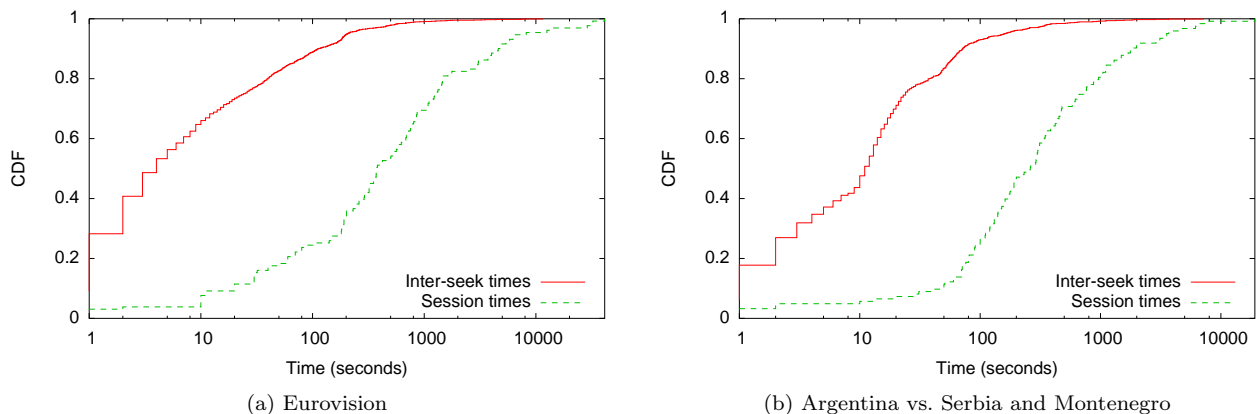 1
0.8
0.6
0.4
0.2
0
CDF
1 10 100 1000 10000
Time (seconds)
Inter-seek times
Session times
(a) Eurovision
1
0.8
0.6
0.4
0.2
0
CDF
1 10 100 1000 10000
Time (seconds)
Inter-seek times
Session times
(b) Argentina vs. Serbia and Montenegro